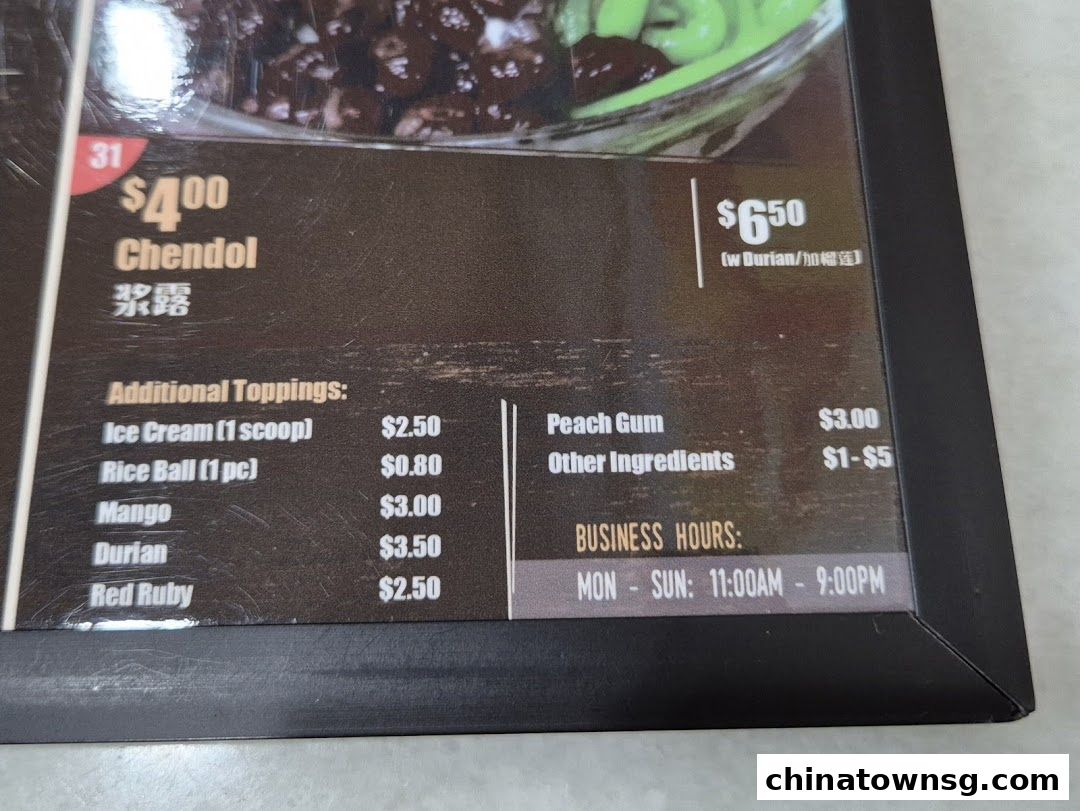 31
$4.00
Chendol
$6.50
(w Durian/加榴莲)
Additional Toppings:
Ice Cream (1 scoop) $2.50
Rice Ball (1 pc) $0.80
Mango $3.00
Durian $3.50
Red Ruby $2.50
Peach Gum $3.00
Other Ingredients $1 - $5
BUSINESS HOURS:
MON - SUN: 11:00AM - 9:00PM
chinatownsg.com